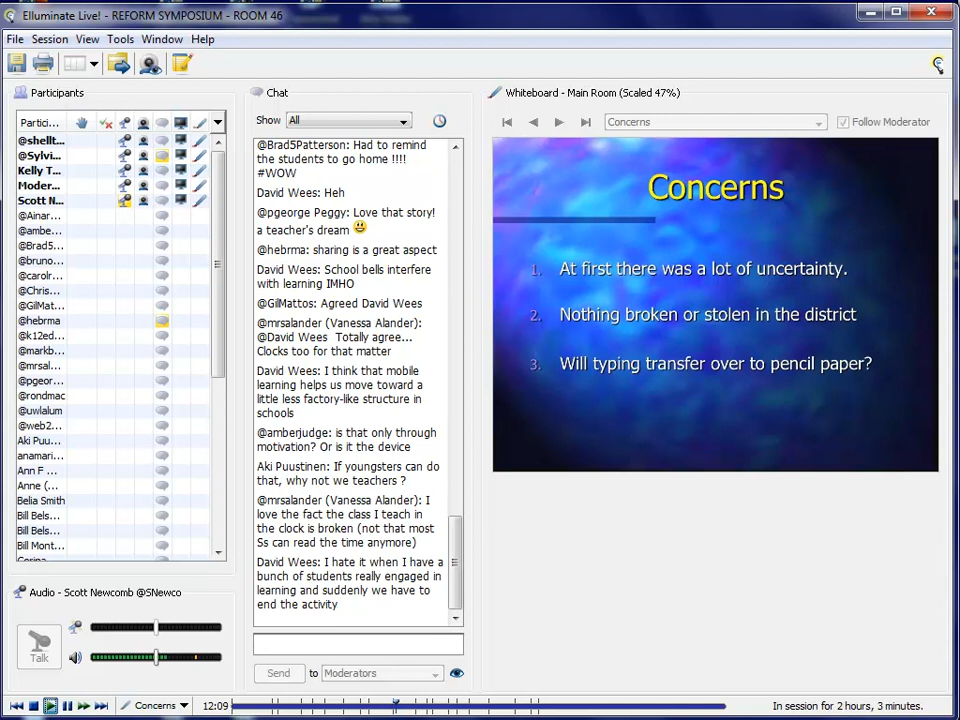 Elluminate Live! - REFORM SYMPOSIUM - ROOM 46
File Session View Tools Window Help
Participants
Partici...
@shellt...
@Sylvi...
Kelly T...
Moder...
Scott N...
@Ainar...
@ambe...
@Brad5...
@bruno...
@carolr...
@Chris...
@GilMat...
@hebrma
@k12ed...
@markb...
@mrsal...
@pgeor...
@rondmac
@uwlalum
@web2...
Aki Puu...
anamari...
Ann F ...
Anne (...
Belia Smith
Bill Bels...
Bill Bels...
Bill Mont...
Corina
Audio - Scott Newcomb @SNewco
Talk
Chat
Show All
@Brad5Patterson: Had to remind
the students to go home !!!!
#WOW
David Wees: Heh
@pgeorge Peggy: Love that story!
a teacher's dream
@hebrma: sharing is a great aspect
David Wees: School bells interfere
with learning IMHO
@GilMattos: Agreed David Wees
@mrsalander (Vanessa Alander):
@David Wees Totally agree...
Clocks too for that matter
David Wees: I think that mobile
learning helps us move toward a
little less factory-like structure in
schools
@amberjudge: is that only through
motivation? Or is it the device
Aki Puustinen: If youngsters can do
that, why not we teachers ?
@mrsalander (Vanessa Alander): I
love the fact the class I teach in
the clock is broken (not that most
Ss can read the time anymore)
David Wees: I hate it when I have a
bunch of students really engaged in
learning and suddenly we have to
end the activity
Send to Moderators
Whiteboard - Main Room (Scaled 47%)
Concerns
Follow Moderator
Concerns
1. At first there was a lot of uncertainty.
2. Nothing broken or stolen in the district
3. Will typing transfer over to pencil paper?
Concerns
12:09
In session for 2 hours, 3 minutes.